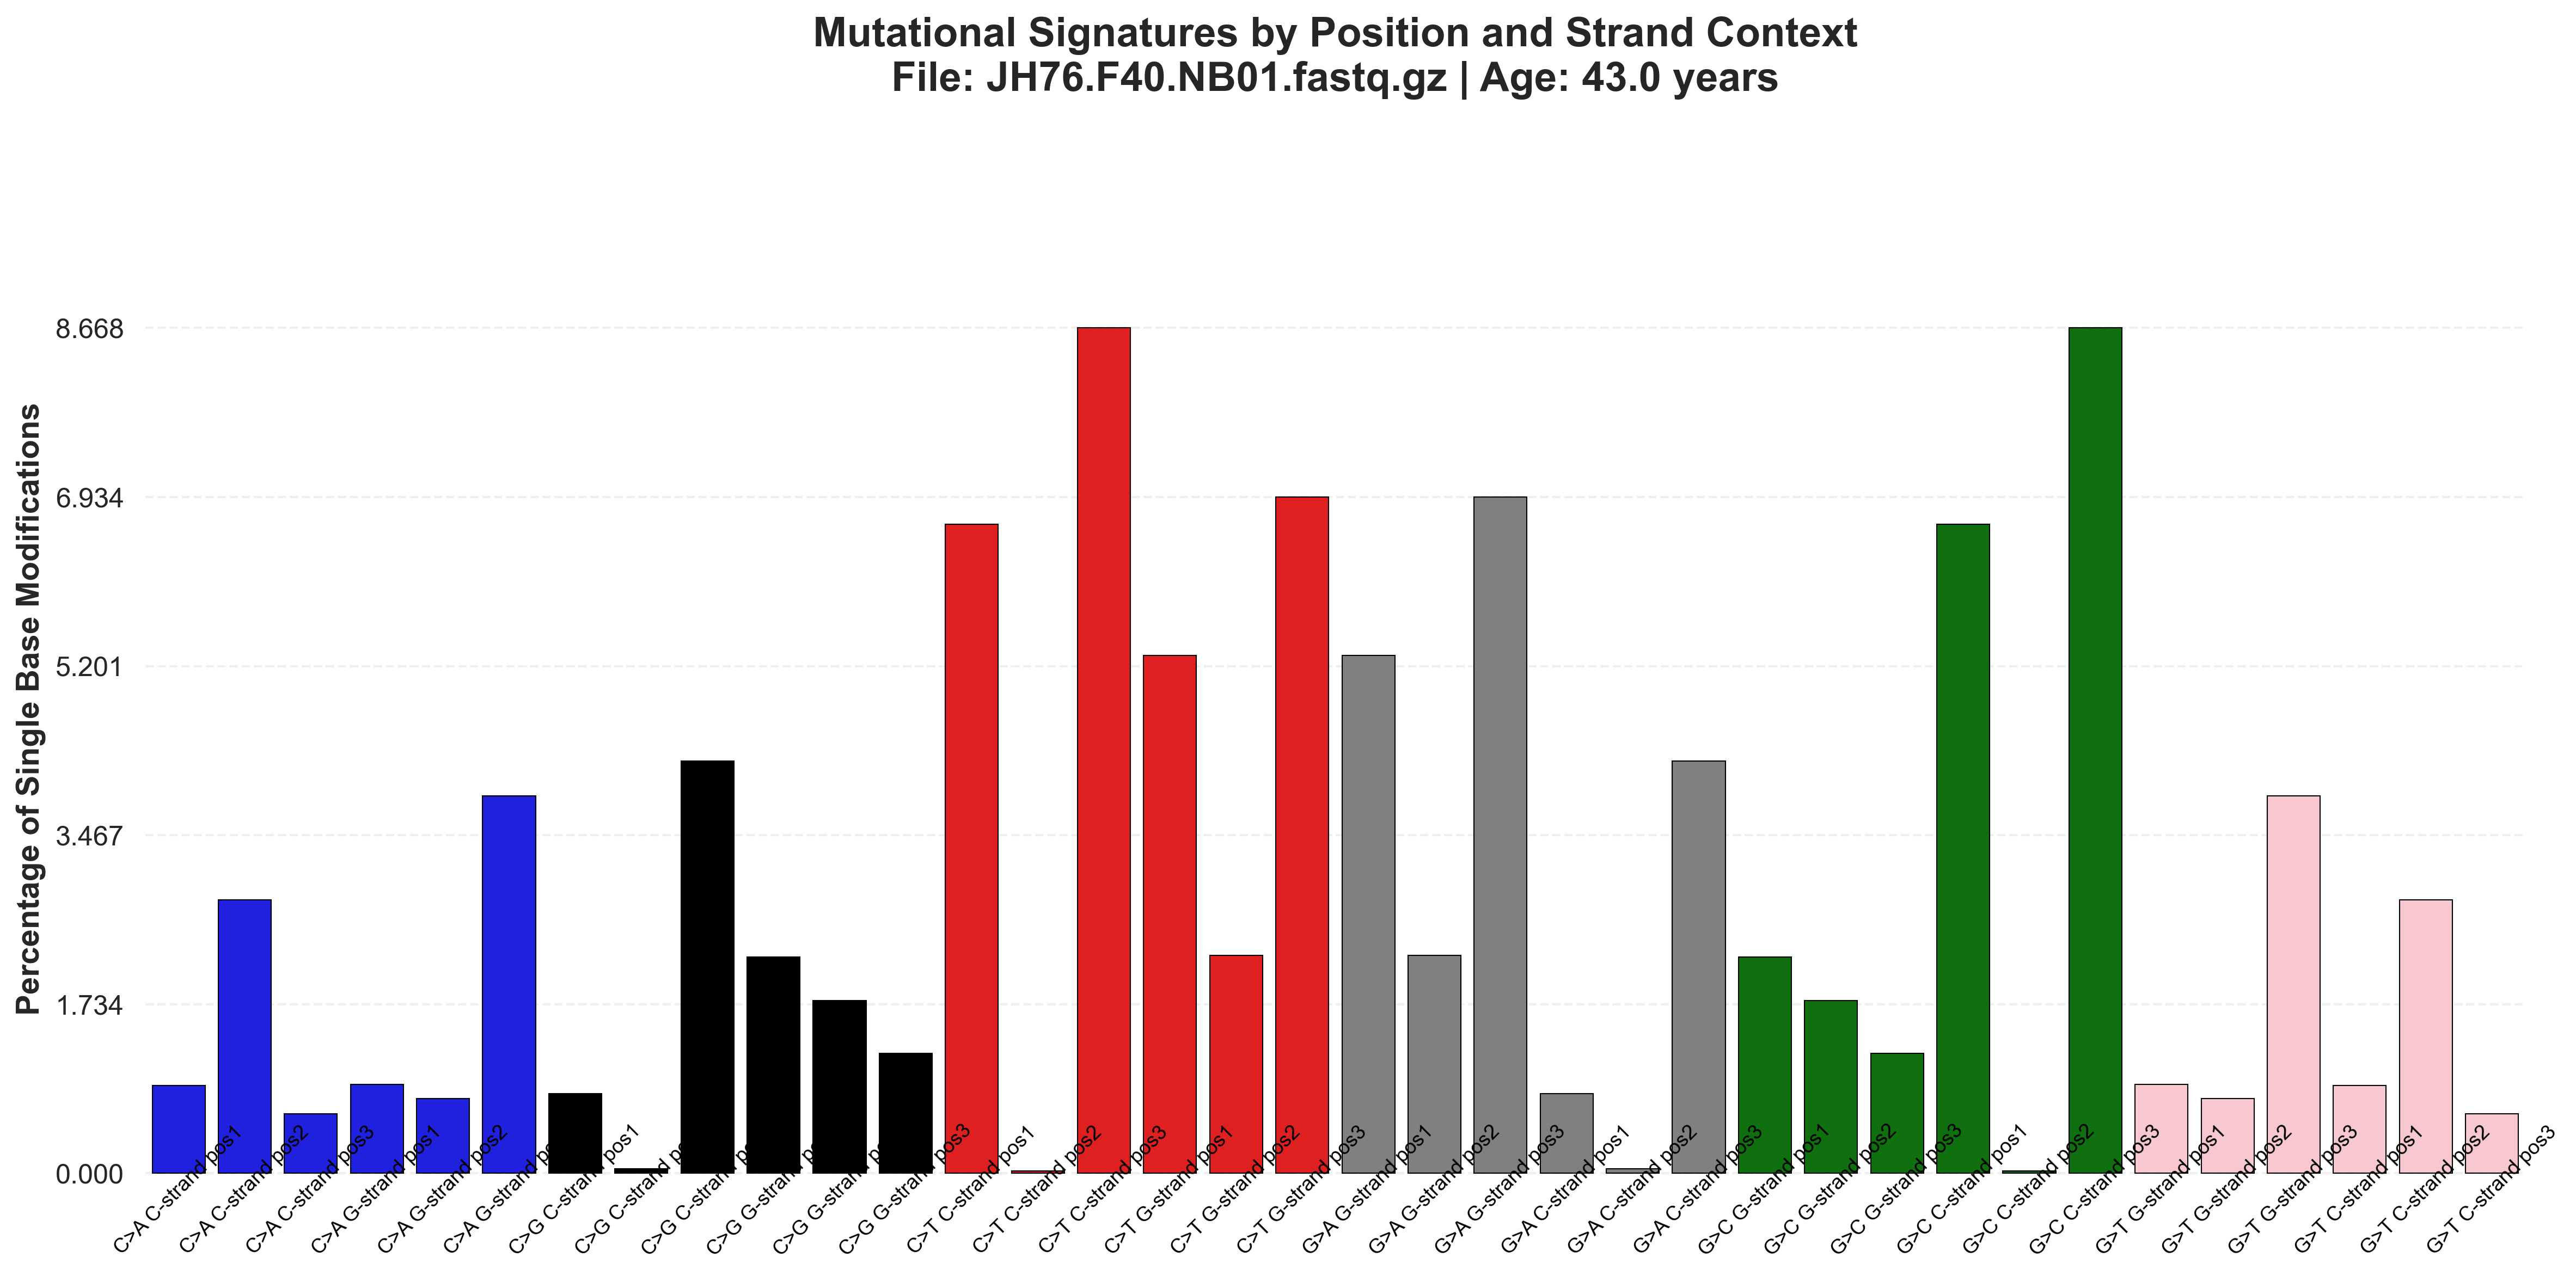 Mutational Signatures by Position and Strand Context
File: JH76.F40.NB01.fastq.gz | Age: 43.0 years
Percentage of Single Base Modifications
8.668
6.934
5.201
3.467
1.734
0.000
C>A C-strand pos1
C>A C-strand pos2
C>A C-strand pos3
C>A G-strand pos1
C>A G-strand pos2
C>A G-strand
C>G C-strand pos1
C>G C-strand
C>G C-strand
C>G G-strand
C>G G-strand
C>G G-strand pos3
C>T C-strand pos1
C>T C-strand pos2
C>T C-strand pos3
C>T G-strand pos1
C>T G-strand pos2
C>T G-strand pos3
G>A G-strand pos1
G>A G-strand pos2
G>A G-strand pos3
G>A C-strand pos1
G>A C-strand pos2
G>A C-strand pos3
G>C G-strand pos1
G>C G-strand pos2
G>C G-strand pos3
G>C C-strand pos1
G>C C-strand pos2
G>C C-strand pos3
G>T G-strand pos1
G>T G-strand pos2
G>T G-strand pos3
G>T C-strand pos1
G>T C-strand pos2
G>T C-strand pos3